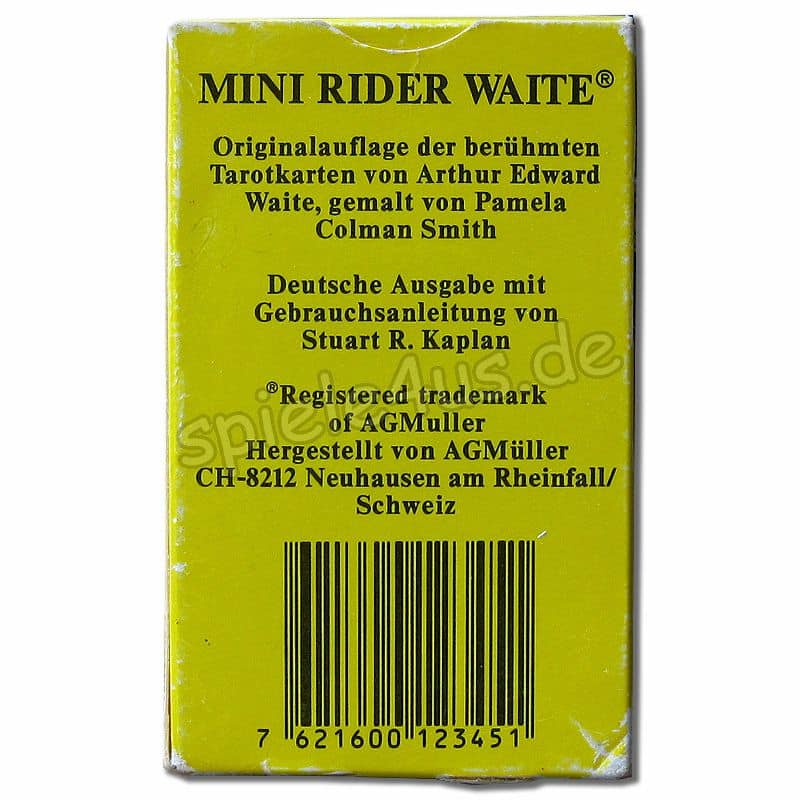 MINI RIDER WAITE®
Originalauflage der berühmten
Tarotkarten von Arthur Edward
Waite, gemalt von Pamela
Colman Smith
Deutsche Ausgabe mit
Gebrauchsanleitung von
Stuart R. Kaplan
®Registered trademark
of AGMuller
Hergestellt von AGMüller
CH-8212 Neuhausen am Rheinfall/
Schweiz
7 621600 123451
spiele4us.de